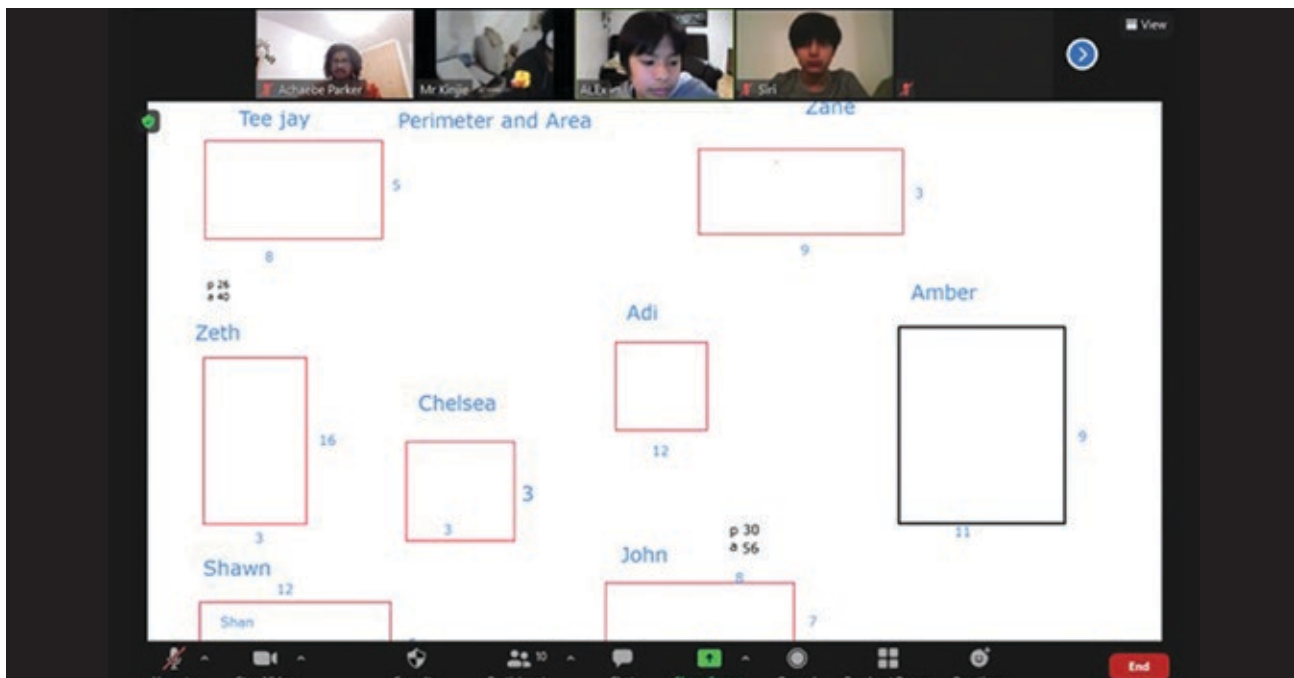 View
Achaebe Parker
Mr Kinjie
ALEx
Siri
Tee jay
Perimeter and Area
Zane
5
8
3
9
p 26
a 40
Zeth
16
3
Chelsea
3
3
Adi
12
Amber
9
11
p 30
a 56
Shawn
12
Shan
John
8
7
10
End